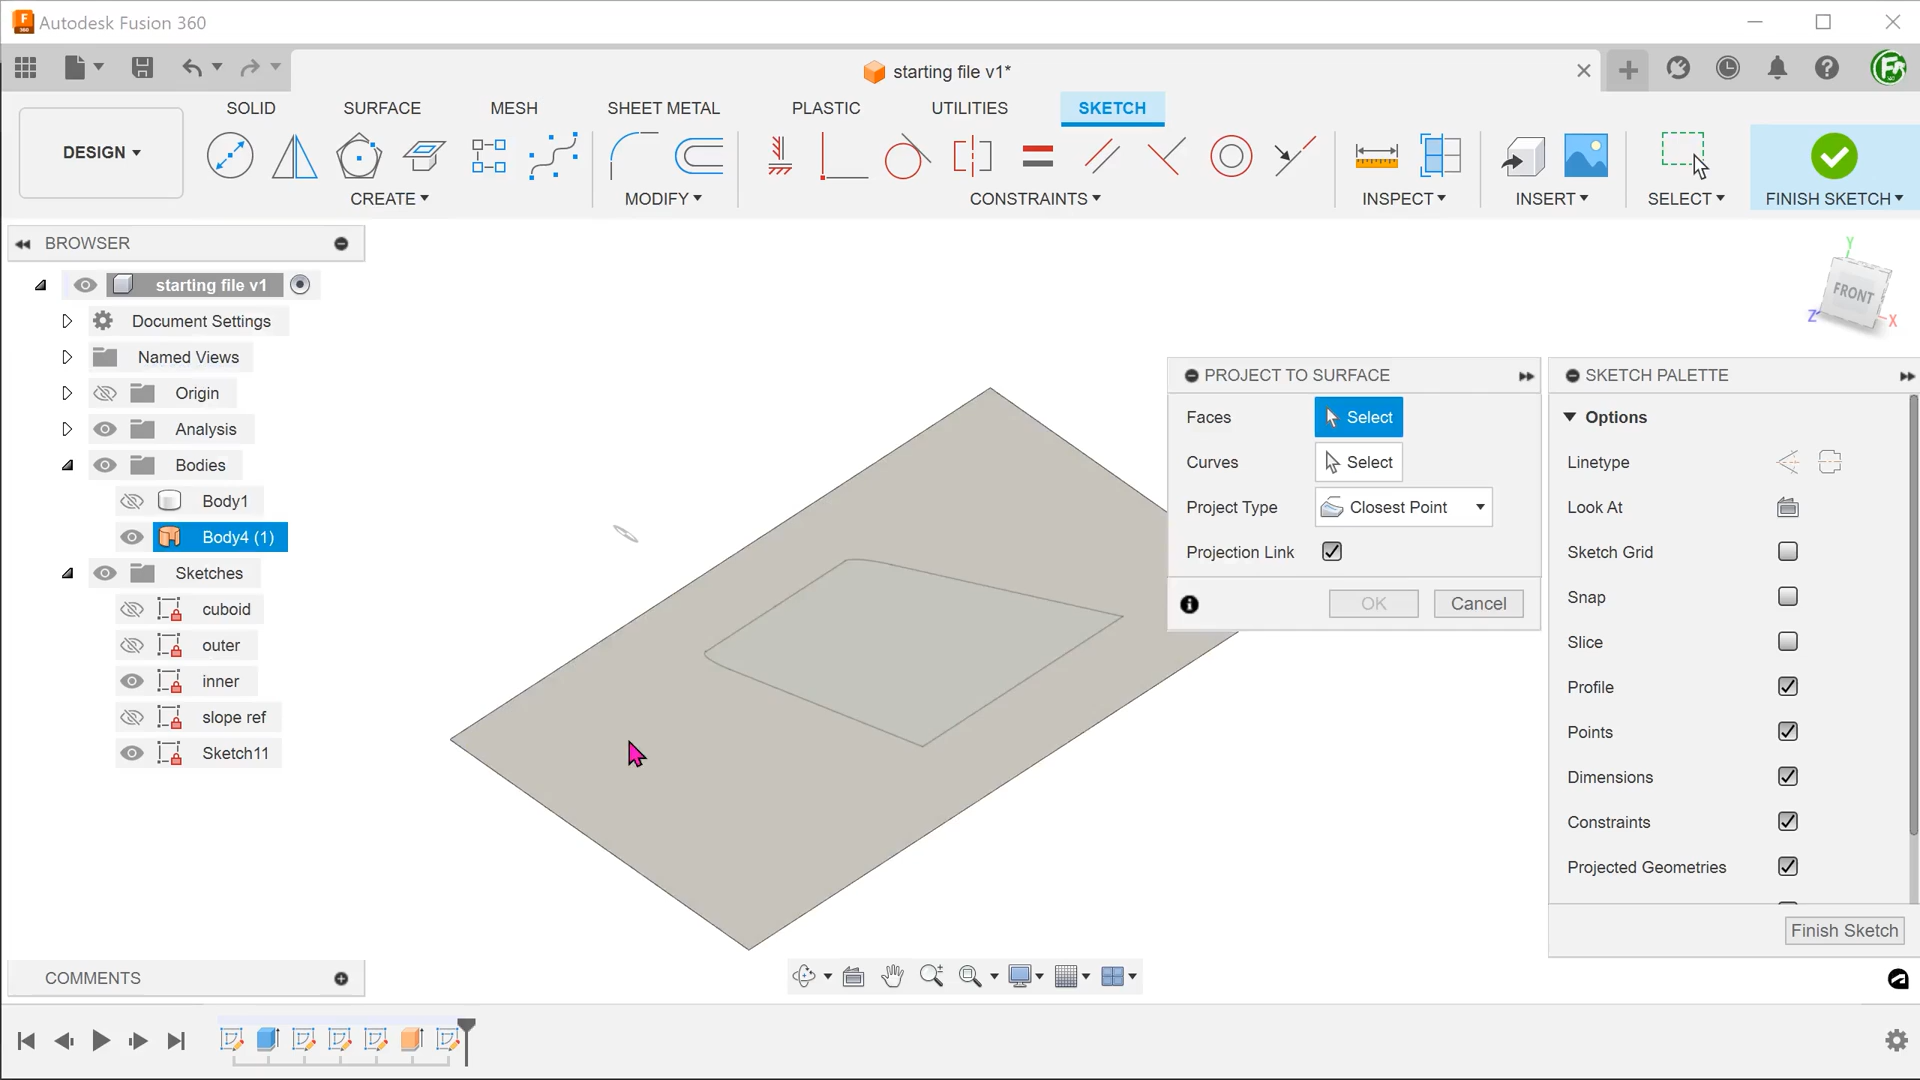 Autodesk Fusion 360
starting file v1*
SOLID
SURFACE
MESH
SHEET METAL
PLASTIC
UTILITIES
SKETCH
DESIGN
CREATE
MODIFY
CONSTRAINTS
INSPECT
INSERT
SELECT
FINISH SKETCH
BROWSER
starting file v1
Document Settings
Named Views
Origin
Analysis
Bodies
Body1
Body4 (1)
Sketches
cuboid
outer
inner
slope ref
Sketch11
Y
FRONT
Z
X
PROJECT TO SURFACE
Faces Select
Curves Select
Project Type Closest Point
Projection Link
OK Cancel
SKETCH PALETTE
Options
Linetype
Look At
Sketch Grid
Snap
Slice
Profile
Points
Dimensions
Constraints
Projected Geometries
Finish Sketch
COMMENTS